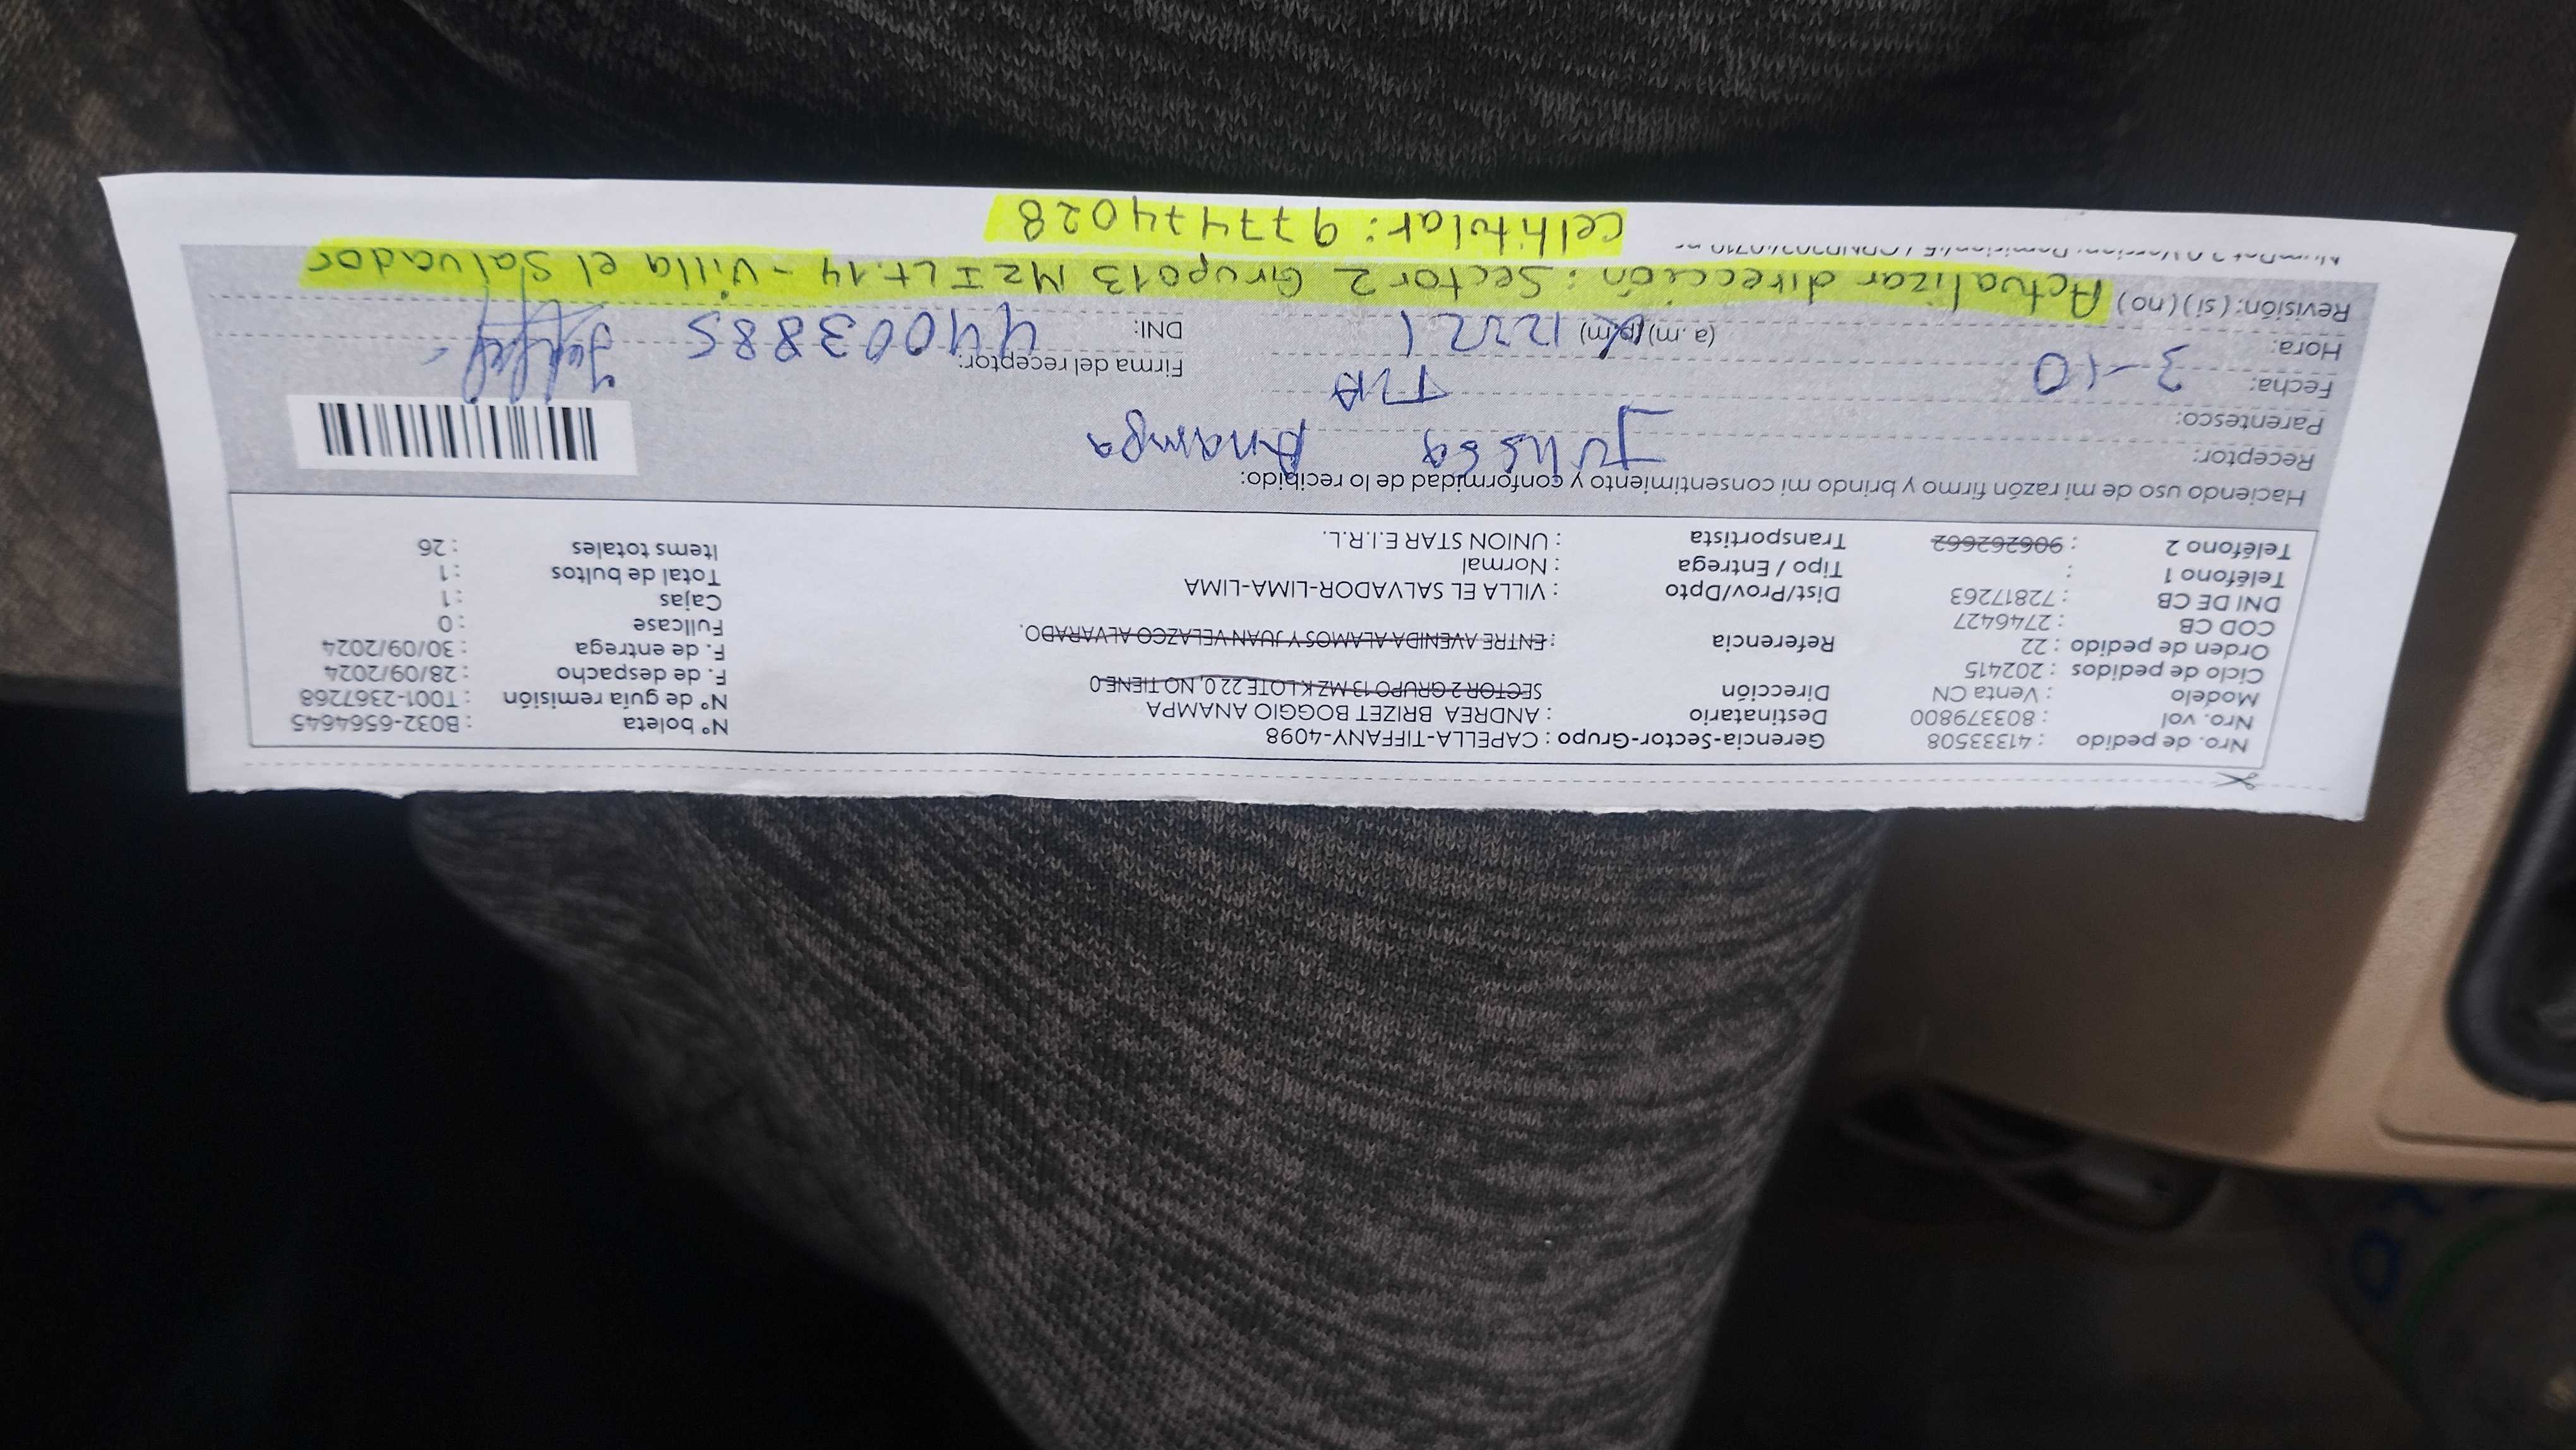 Nro. de pedido : 41333508 Gerencia-Sector-Grupo : CAPELLA-TIFFANY-4098 N° boleta : B032-6564645
Nro. vol : 803379800 Destinatario : ANDREA BRIZET BOGGIO ANAMPA N° de guía remisión : T001-2367268
Modelo : Venta CN Dirección SECTOR 2 GRUPO 13 MZ K LOTE 22 0, NO TIENE 0 F. de despacho : 28/09/2024
Ciclo de pedidos : 202415 F. de entrega : 30/09/2024
Orden de pedido : 22 Referencia : ENTRE AVENIDA ALAMOS Y JUAN VELAZCO ALVARADO. Fullcase : 0
COD CB : 2746427 Cajas : 1
DNI DE CB : 72817263 Dist/Prov/Dpto : VILLA EL SALVADOR-LIMA-LIMA Total de bultos : 1
Teléfono 1 : Tipo / Entrega : Normal Items totales : 26
Teléfono 2 : 906262662 Transportista : UNION STAR E.I.R.L.
Haciendo uso de mi razón firmo y brindo mi consentimiento y conformidad de lo recibido:
Receptor: Julissa Anampa
Parentesco: TIA
Fecha: 3-10 Firma del receptor:
Hora: (a.m) (p.m) DNI: 44003885
Revisión: (si) (no) Actualizar dirección: Sector 2 Grupo 13 Mz I Lt.14 - Villa el Salvador
Cel titular: 977474028